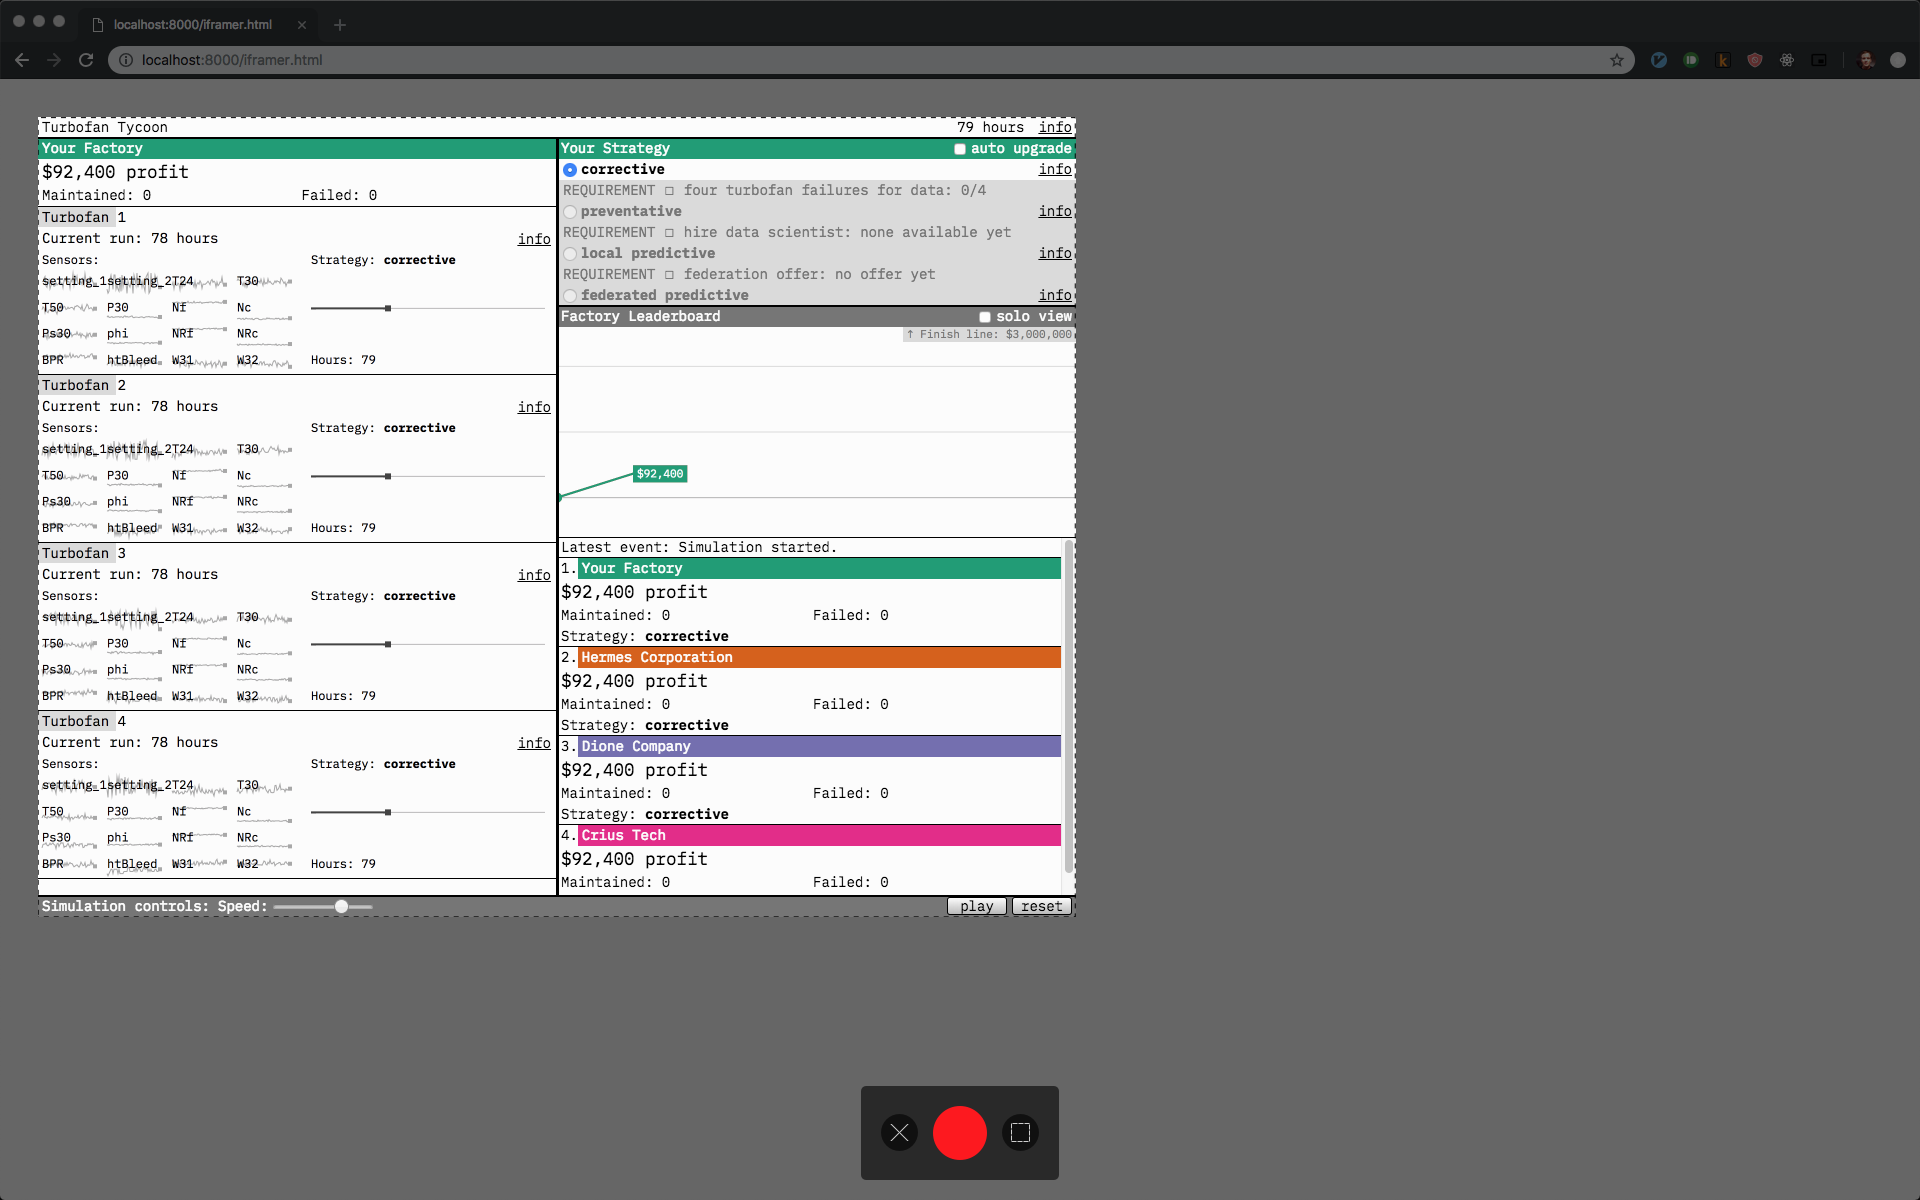 localhost:8000/iframer.html
localhost:8000/iframer.html
Turbofan Tycoon 79 hours info
Your Factory
$92,400 profit
Maintained: 0 Failed: 0
Turbofan 1
Current run: 78 hours info
Sensors: Strategy: corrective
setting_1 setting_2 T24 T30
T50 P30 Nf Nc
Ps30 phi NRf NRc
BPR htBleed W31 W32 Hours: 79
Turbofan 2
Current run: 78 hours info
Sensors: Strategy: corrective
setting_1 setting_2 T24 T30
T50 P30 Nf Nc
Ps30 phi NRf NRc
BPR htBleed W31 W32 Hours: 79
Turbofan 3
Current run: 78 hours info
Sensors: Strategy: corrective
setting_1 setting_2 T24 T30
T50 P30 Nf Nc
Ps30 phi NRf NRc
BPR htBleed W31 W32 Hours: 79
Turbofan 4
Current run: 78 hours info
Sensors: Strategy: corrective
setting_1 setting_2 T24 T30
T50 P30 Nf Nc
Ps30 phi NRf NRc
BPR htBleed W31 W32 Hours: 79
Your Strategy auto upgrade
corrective info
REQUIREMENT □ four turbofan failures for data: 0/4
preventative info
REQUIREMENT □ hire data scientist: none available yet
local predictive info
REQUIREMENT □ federation offer: no offer yet
federated predictive info
Factory Leaderboard solo view
↑ Finish line: $3,000,000
$92,400
Latest event: Simulation started.
1. Your Factory
$92,400 profit
Maintained: 0 Failed: 0
Strategy: corrective
2. Hermes Corporation
$92,400 profit
Maintained: 0 Failed: 0
Strategy: corrective
3. Dione Company
$92,400 profit
Maintained: 0 Failed: 0
Strategy: corrective
4. Crius Tech
$92,400 profit
Maintained: 0 Failed: 0
Simulation controls: Speed: play reset